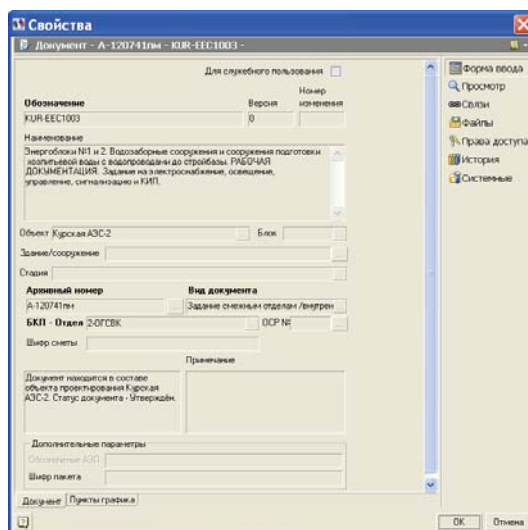 Свойства
Документ - А-120741пм - KUR-EEC1003 -
Для служебного пользования
Обозначение
Версия
Номер изменения
KUR-EEC1003
0
Наименование
Энергоблоки №1 и 2. Водозаборные сооружения и сооружения подготовки
хозпитьевой воды с водопроводами до стройбазы. РАБОЧАЯ
ДОКУМЕНТАЦИЯ. Задание на электроснабжение, освещение,
управление, сигнализацию и КИП.
Объект Курская АЭС-2
Блок
Здание/сооружение
Стадия
Архивный номер
Вид документа
А-120741пм
Задание смежным отделам /внутрен
БКП - Отдел 2-ОГСВК
ОСР №
Шифр сметы
Примечание
Документ находится в составе
объекта проектирования Курская
АЭС-2. Статус документа - Утверждён.
Дополнительные параметры
Обозначение АЭП
Шифр пакета
Документ
Пункты графика
Форма ввода
Просмотр
Связи
Файлы
Права доступа
История
Системные
OK
Отмена